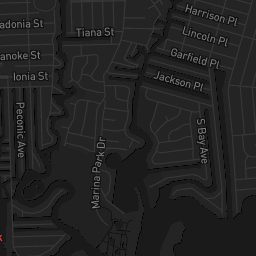 Harrison Pl
adonia St
Tiana St
Lincoln Pl
anoke St
Garfield Pl
Ionia St
Jackson Pl
Peconic Ave
S Bay Ave
Marina Park Dr
k